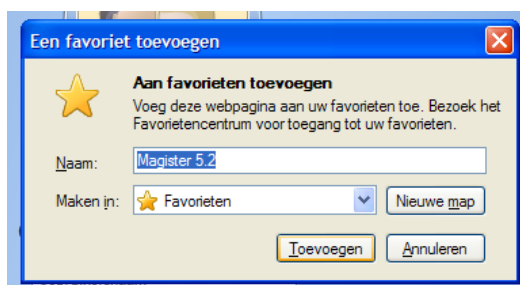 Een favoriet toevoegen
Aan favorieten toevoegen
Voeg deze webpagina aan uw favorieten toe. Bezoek het
Favorietencentrum voor toegang tot uw favorieten.
Naam: Magister 5.2
Maken in: Favorieten Nieuwe map
Toevoegen Annuleren